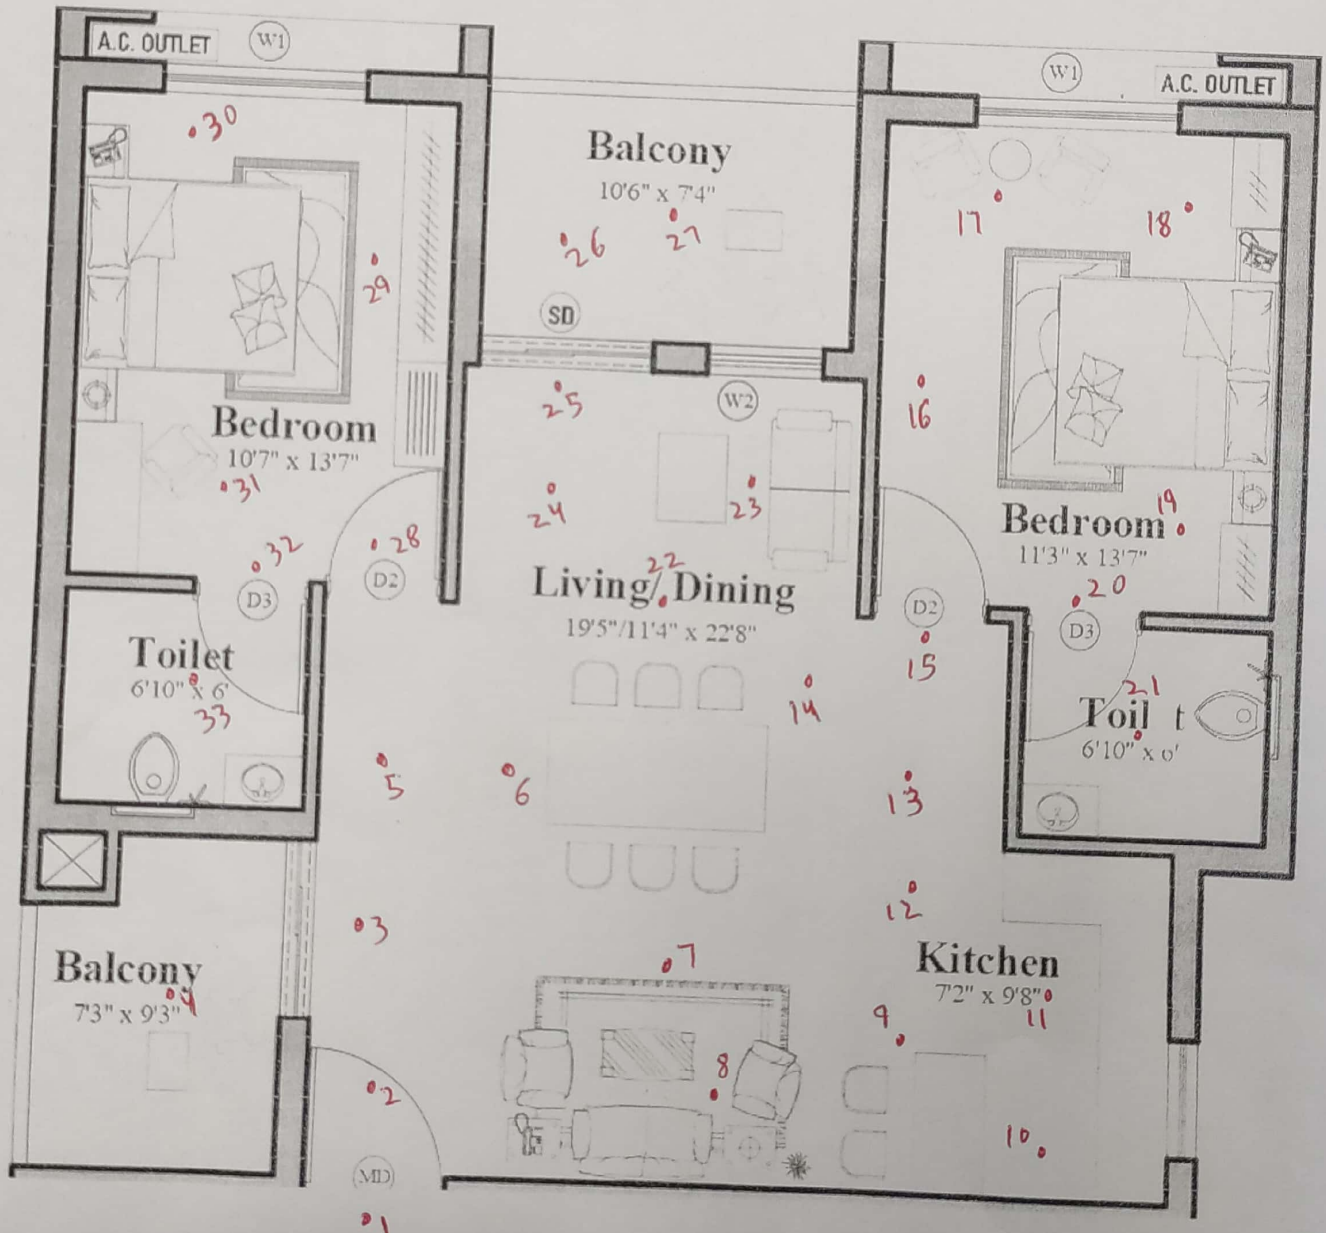 A.C. OUTLET
W1
W1
A.C. OUTLET
30
Balcony
10'6" x 7'4"
26
27
17
18
29
SD
25
W2
16
Bedroom
10'7" x 13'7"
31
24
23
19
Bedroom
11'3" x 13'7"
32
28
D3
D2
22
Living/Dining
19'5"/11'4" x 22'8"
D2
20
D3
15
Toilet
6'10" x 6'
33
14
21
Toil t
6'10" x 6'
5
6
13
12
3
7
Balcony
7'3" x 9'3"
4
Kitchen
7'2" x 9'8"
11
9
8
2
10
MD
1